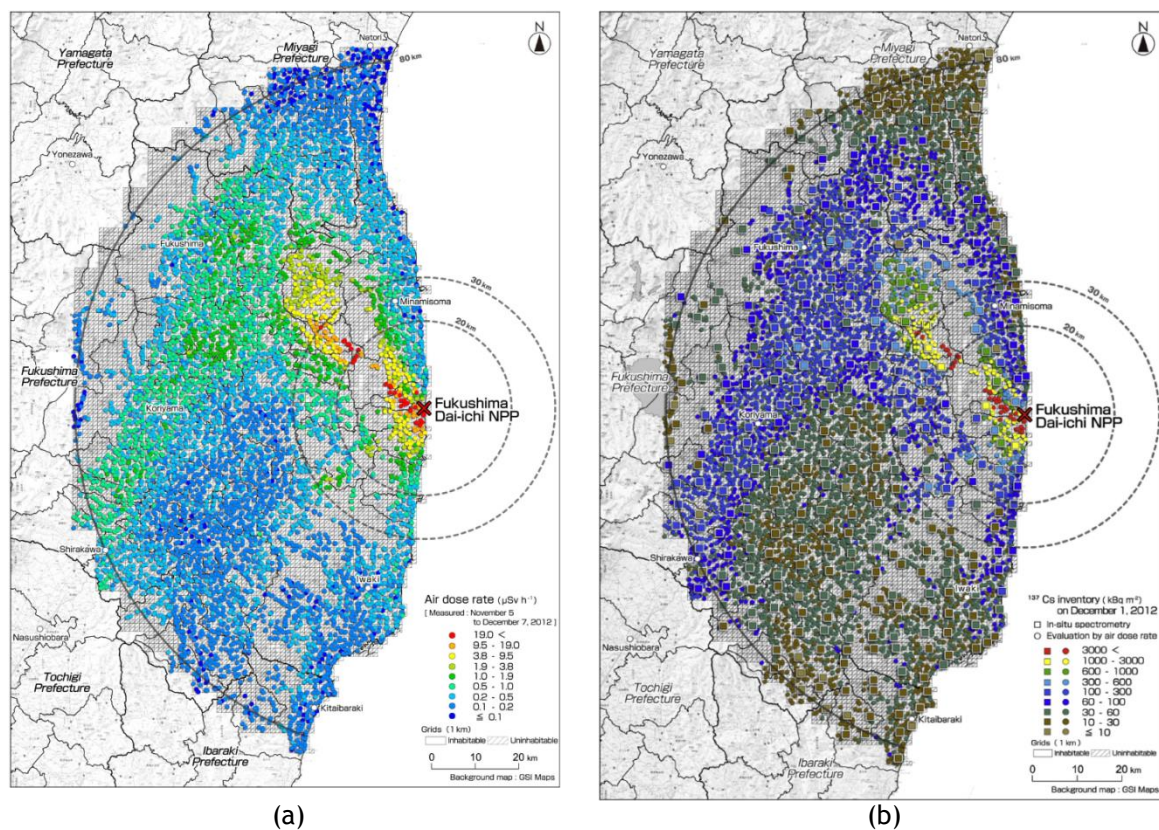 N
Natori
80 km
Miyagi
Prefecture
Yamagata
Prefecture
Yonezawa
Fukushima
30 km
Minamisoma
20 km
Fukushima
Prefecture
Koriyama
Fukushima
Dai-ichi NPP
Shirakawa
Iwaki
Nasushiobara
Tochigi
Prefecture
Kitaibaraki
Ibaraki
Prefecture
Air dose rate (μSv h⁻¹)
[ Measured : November 5
to December 7, 2012 ]
19.0 <
9.5 - 19.0
3.8 - 9.5
1.9 - 3.8
1.0 - 1.9
0.5 - 1.0
0.2 - 0.5
0.1 - 0.2
≤ 0.1
Grids (1 km)
Inhabitable Uninhabitable
0 10 20 km
Background map : GSI Maps
(a)
N
Natori
80 km
Miyagi
Prefecture
Yamagata
Prefecture
Yonezawa
Fukushima
30 km
Minamisoma
20 km
Fukushima
Prefecture
Koriyama
Fukushima
Dai-ichi NPP
Shirakawa
Iwaki
Nasushiobara
Tochigi
Prefecture
Kitaibaraki
Ibaraki
Prefecture
¹³⁷ Cs inventory (kBq m⁻²)
on December 1, 2012
In-situ spectrometry
Evaluation by air dose rate
3000 <
1000 - 3000
600 - 1000
300 - 600
100 - 300
60 - 100
30 - 60
10 - 30
≤ 10
Grids (1 km)
Inhabitable Uninhabitable
0 10 20 km
Background map : GSI Maps
(b)